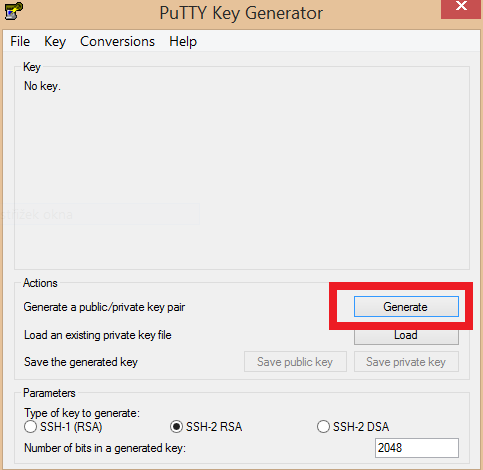 PuTTY Key Generator
File Key Conversions Help
Key
No key.
Actions
Generate a public/private key pair
Generate
Load an existing private key file
Load
Save the generated key
Save public key
Save private key
Parameters
Type of key to generate:
SSH-1 (RSA)
SSH-2 RSA
SSH-2 DSA
Number of bits in a generated key:
2048